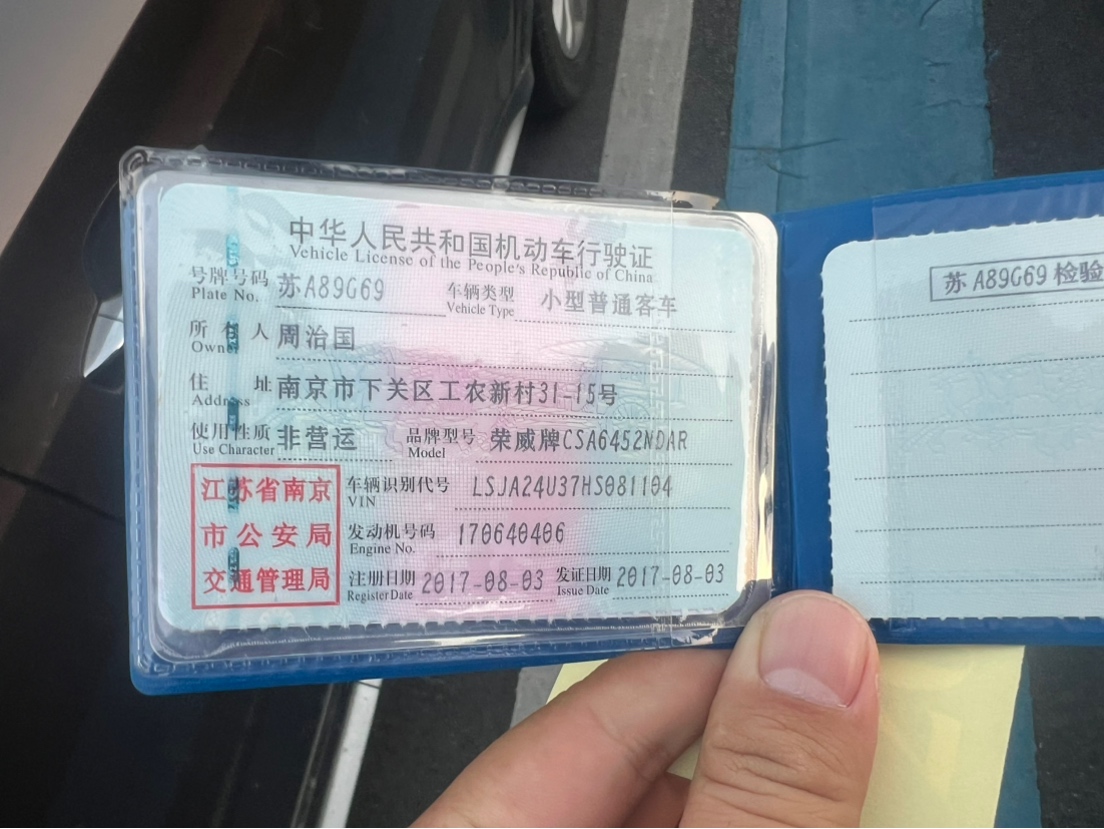 中华人民共和国机动车行驶证
Vehicle License of the People's Republic of China
号牌号码 苏A89G69 车辆类型 小型普通客车
Plate No. Vehicle Type
所有人 周治国
Owner
住址 南京市下关区工农新村31-15号
Address
使用性质 非营运 品牌型号 荣威牌CSA6452NDAR
Use Character Model
江苏省南京
市公安局
交通管理局
车辆识别代号 LSJA24U37HS081104
VIN
发动机号码 170640406
Engine No.
注册日期 2017-08-03 发证日期 2017-08-03
Register Date Issue Date
苏A89G69 检验